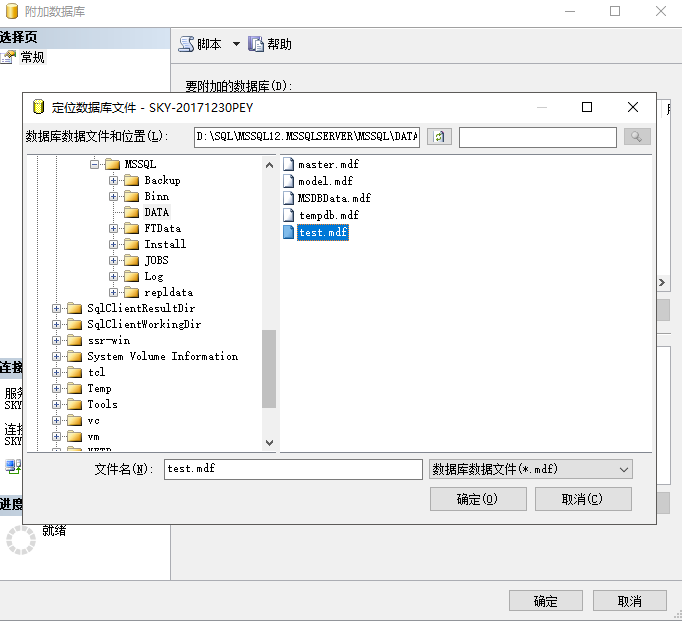 附加数据库
选择页
常规
脚本
帮助
要附加的数据库(D):
定位数据库文件 - SKY-20171230PEY
数据库数据文件和位置(L):
D:\SQL\MSSQL12.MSSQLSERVER\MSSQL\DATA
MSSQL
Backup
Binn
DATA
FTData
Install
JOBS
Log
repldata
SqlClientResultDir
SqlClientWorkingDir
ssr-win
System Volume Information
tcl
Temp
Tools
vc
vm
master.mdf
model.mdf
MSDBData.mdf
tempdb.mdf
test.mdf
连接
服务
SKY
连接
SKY
文件名(N):
test.mdf
数据库数据文件(*.mdf)
确定(O)
取消(C)
进度
就绪
确定
取消